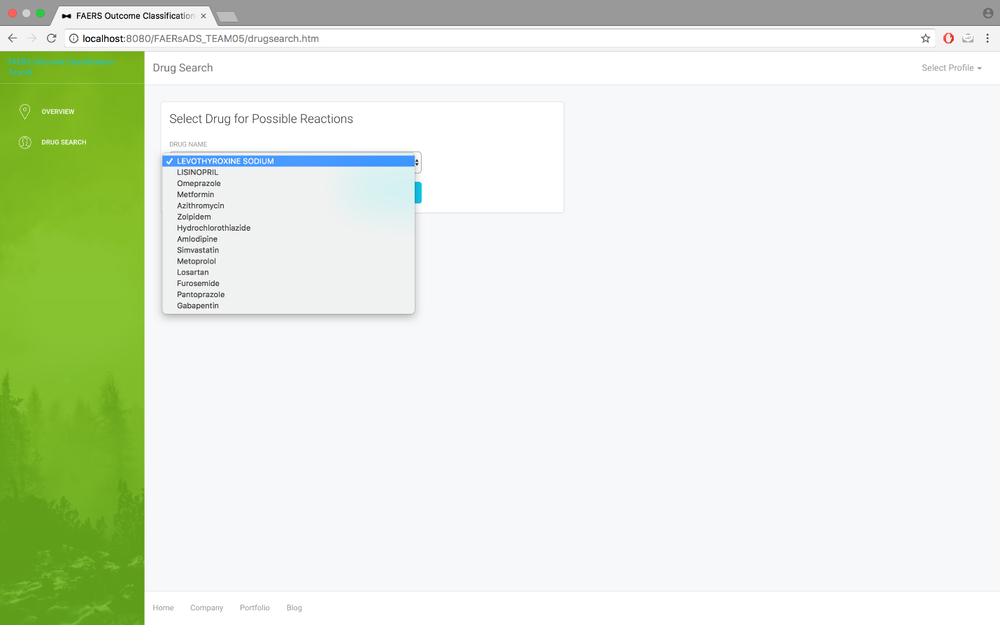 FAERS Outcome Classification-
localhost:8080/FAERsADS_TEAM05/drugsearch.htm
FAERS Outcome Classification-
Team5
Drug Search
Select Profile
OVERVIEW
DRUG SEARCH
Select Drug for Possible Reactions
DRUG NAME
✓ LEVOTHYROXINE SODIUM
LISINOPRIL
Omeprazole
Metformin
Azithromycin
Zolpidem
Hydrochlorothiazide
Amlodipine
Simvastatin
Metoprolol
Losartan
Furosemide
Pantoprazole
Gabapentin
Home
Company
Portfolio
Blog